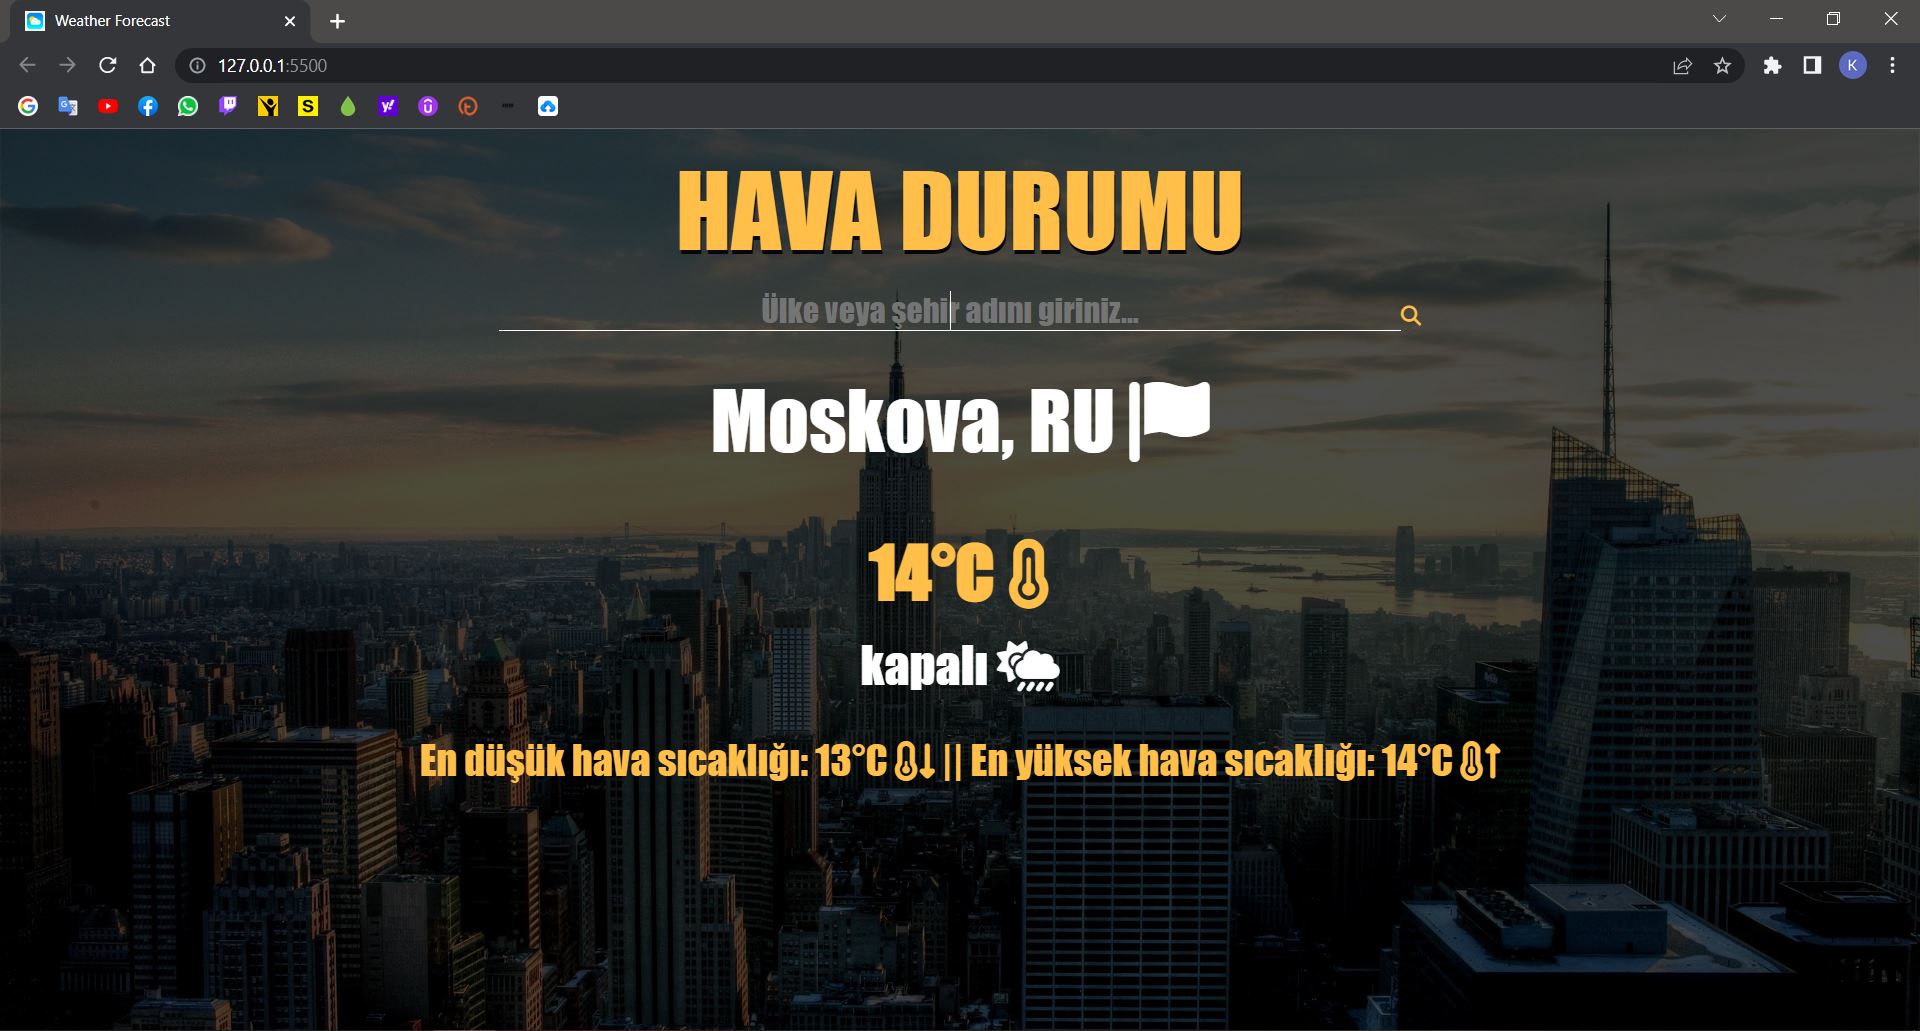 Weather Forecast
127.0.0.1:5500
K
HAVA DURUMU
Ülke veya şehir adını giriniz...
Moskova, RU
14°C
kapalı
En düşük hava sıcaklığı: 13°C || En yüksek hava sıcaklığı: 14°C